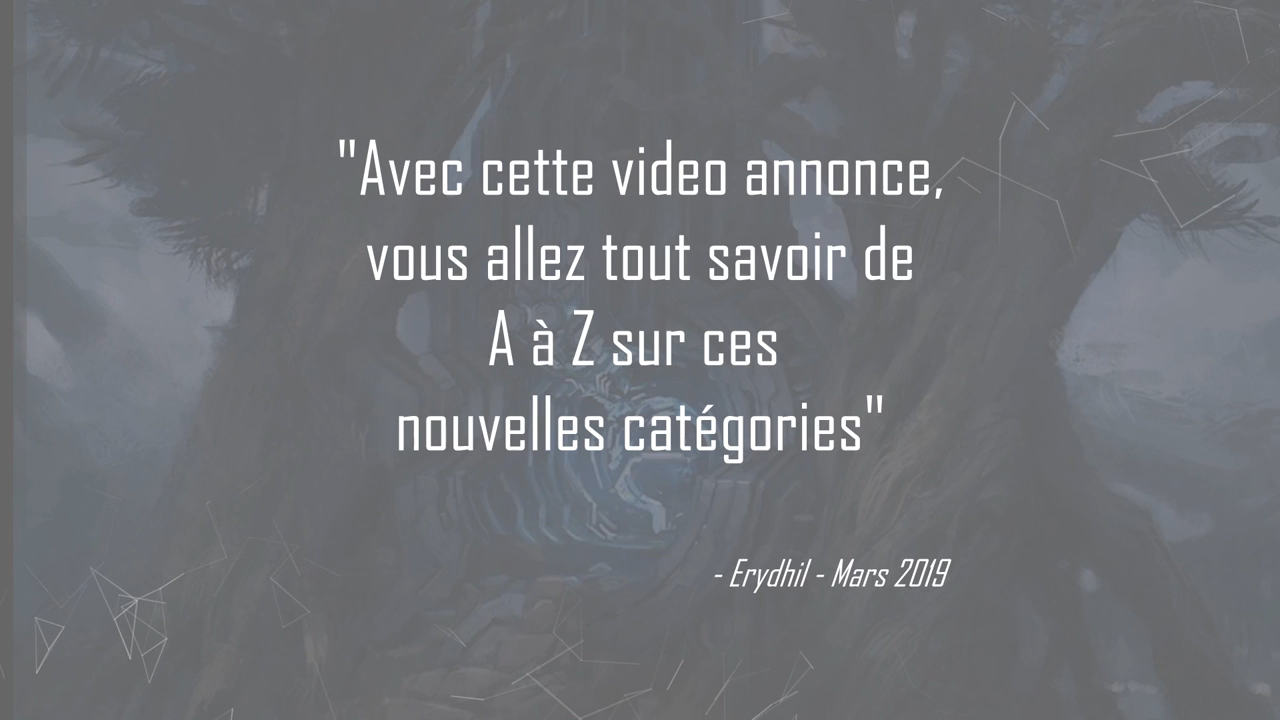 "Avec cette video annonce,
vous allez tout savoir de
A à Z sur ces
nouvelles catégories"
- Erydhil - Mars 2019